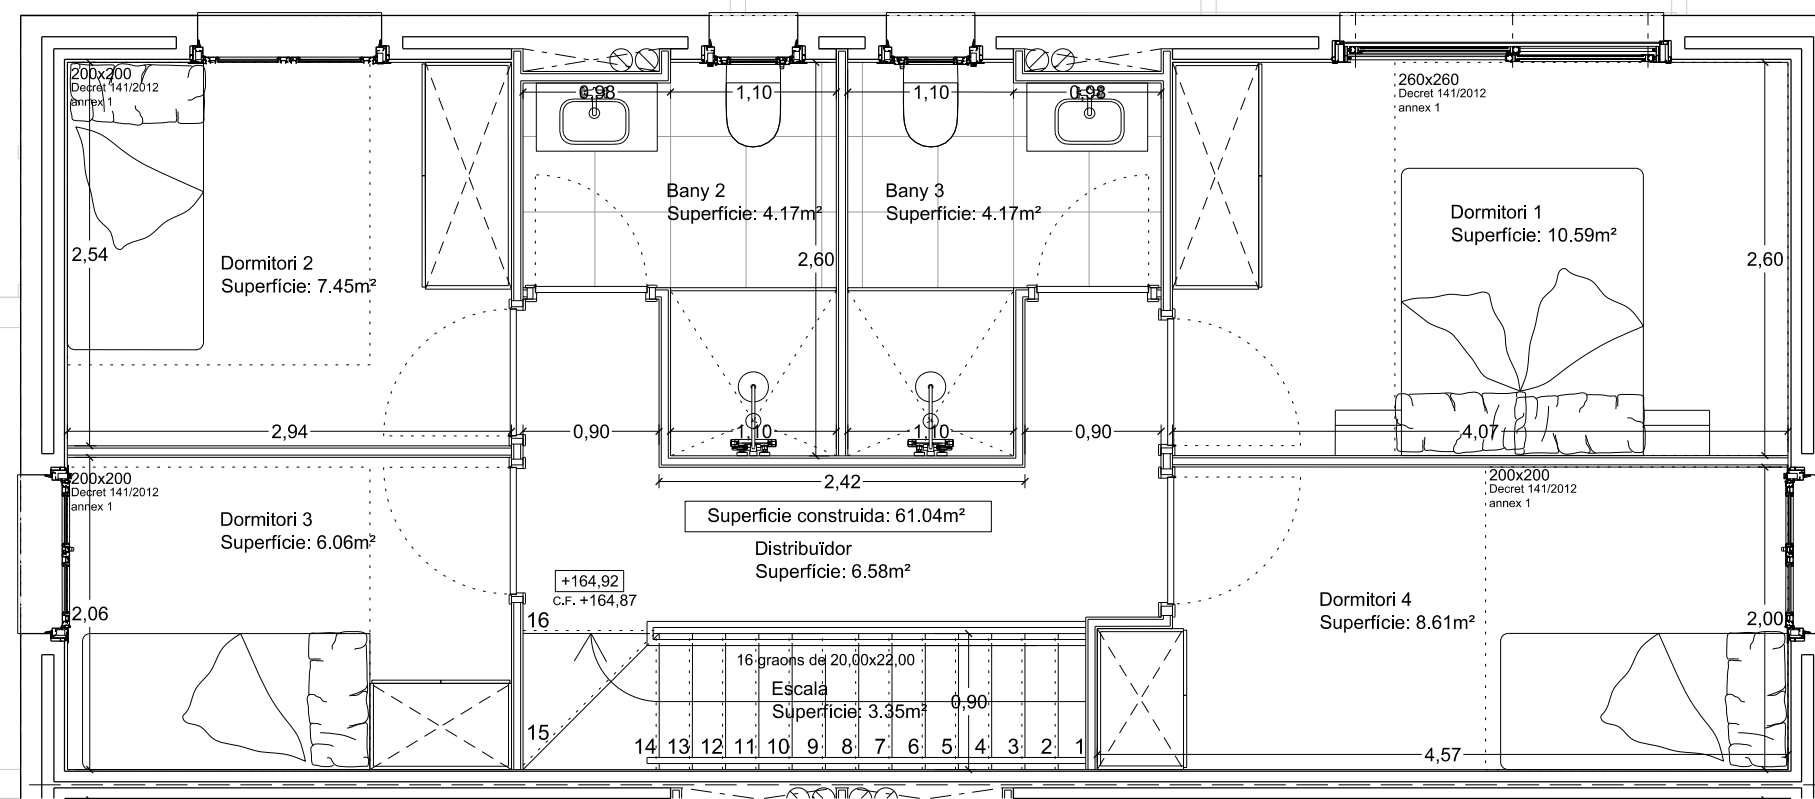 200x200
Decret 141/2012
annex 1
0,98
1,10
1,10
0,98
260x260
Decret 141/2012
annex 1
Bany 2
Superfície: 4.17m²
Bany 3
Superfície: 4.17m²
Dormitori 1
Superfície: 10.59m²
2,54
Dormitori 2
Superfície: 7.45m²
2,60
2,60
2,94
0,90
1,10
1,10
0,90
4,07
200x200
Decret 141/2012
annex 1
2,42
200x200
Decret 141/2012
annex 1
Dormitori 3
Superfície: 6.06m²
Superficie construida: 61.04m²
Distribuïdor
Superfície: 6.58m²
+164,92
C.F. +164,87
2,06
16
Dormitori 4
Superfície: 8.61m²
2,00
16 graons de 20,00x22,00
Escala
Superfície: 3.35m²
0,90
15
14 13 12 11 10 9 8 7 6 5 4 3 2 1
4,57